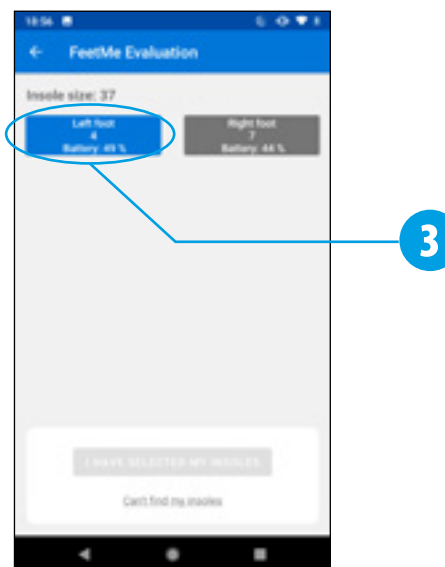 18:56
← FeetMe Evaluation
Insole size: 37
Left foot
4
Battery: 49 %
Right foot
7
Battery: 44 %
3
I HAVE SELECTED MY INSOLES
Can't find my insoles